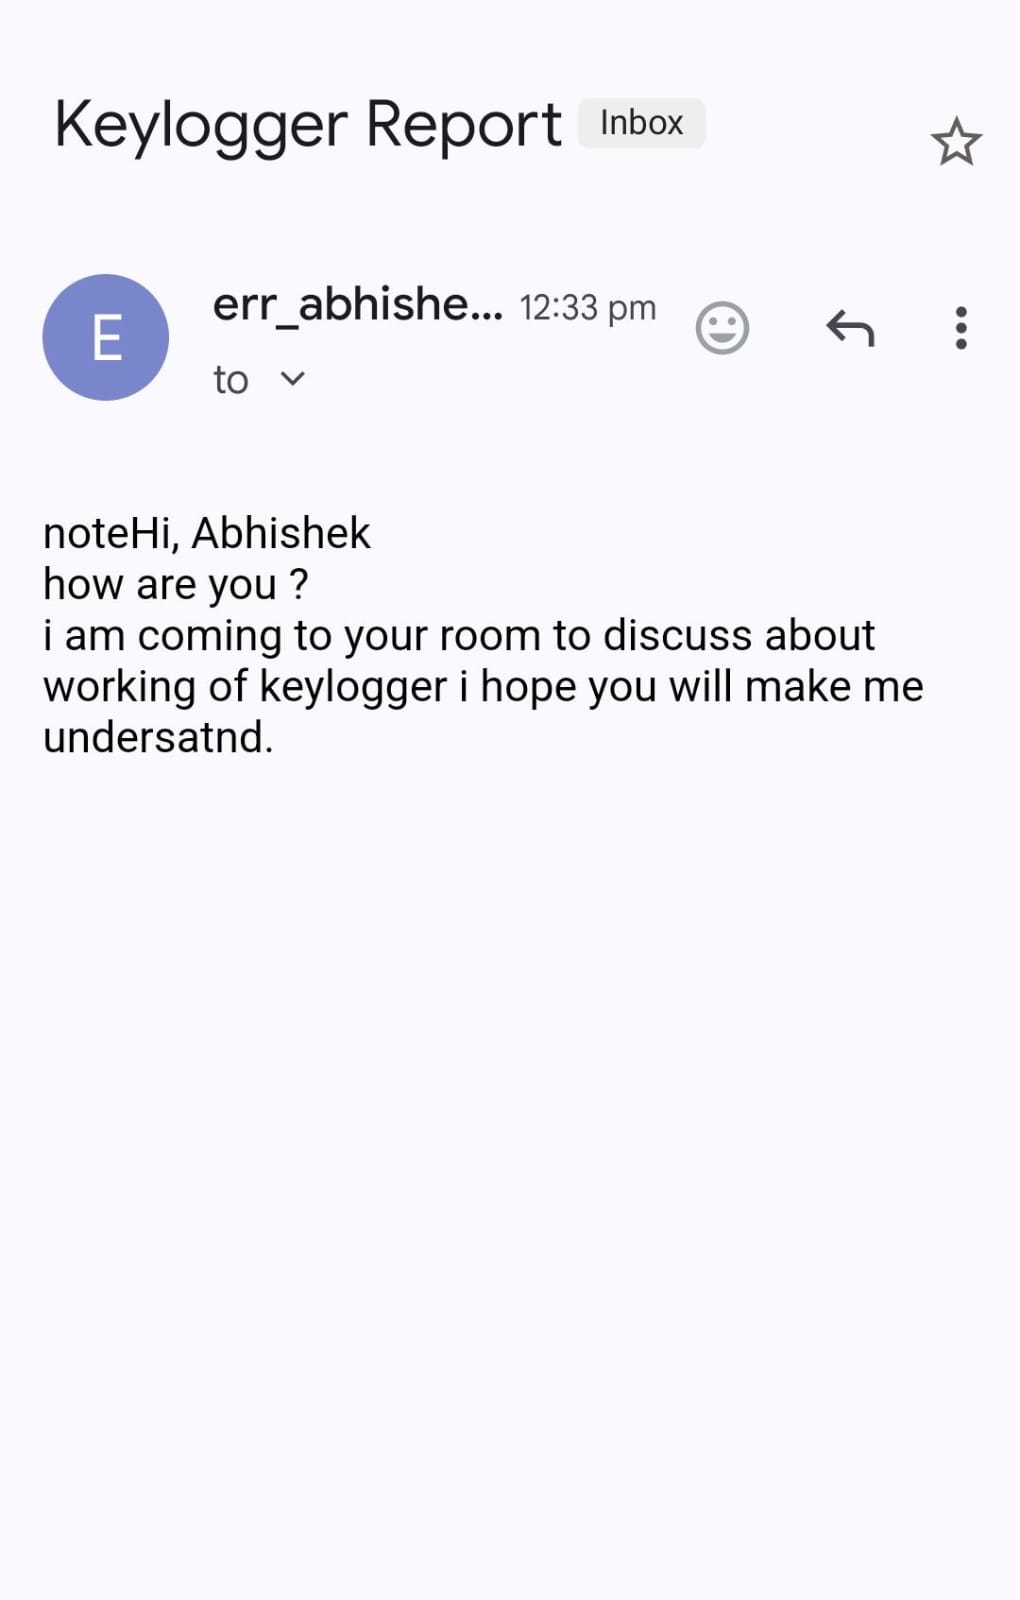 Keylogger Report Inbox
err_abhishe... 12:33 pm
E
to
noteHi, Abhishek
how are you ?
i am coming to your room to discuss about
working of keylogger i hope you will make me
undersatnd.